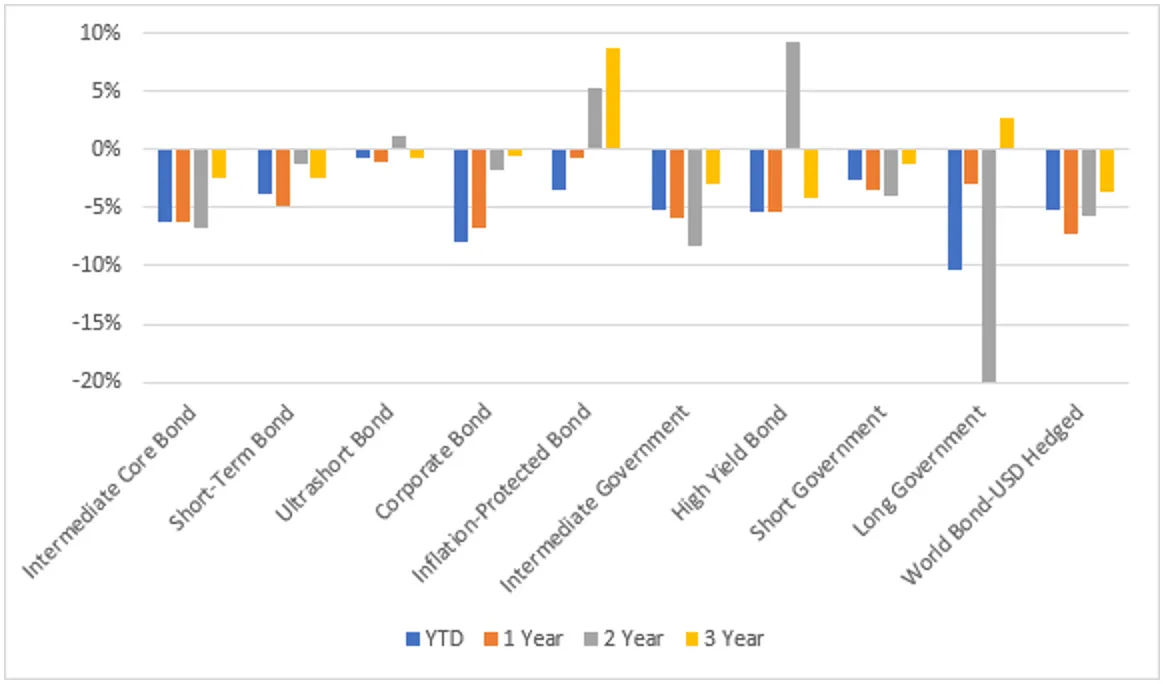 10%
5%
0%
-5%
-10%
-15%
-20%
Intermediate Core Bond
Short-Term Bond
Ultrashort Bond
Corporate Bond
Inflation-Protected Bond
Intermediate Government
High Yield Bond
Short Government
Long Government
World Bond-USD Hedged
YTD 1 Year 2 Year 3 Year